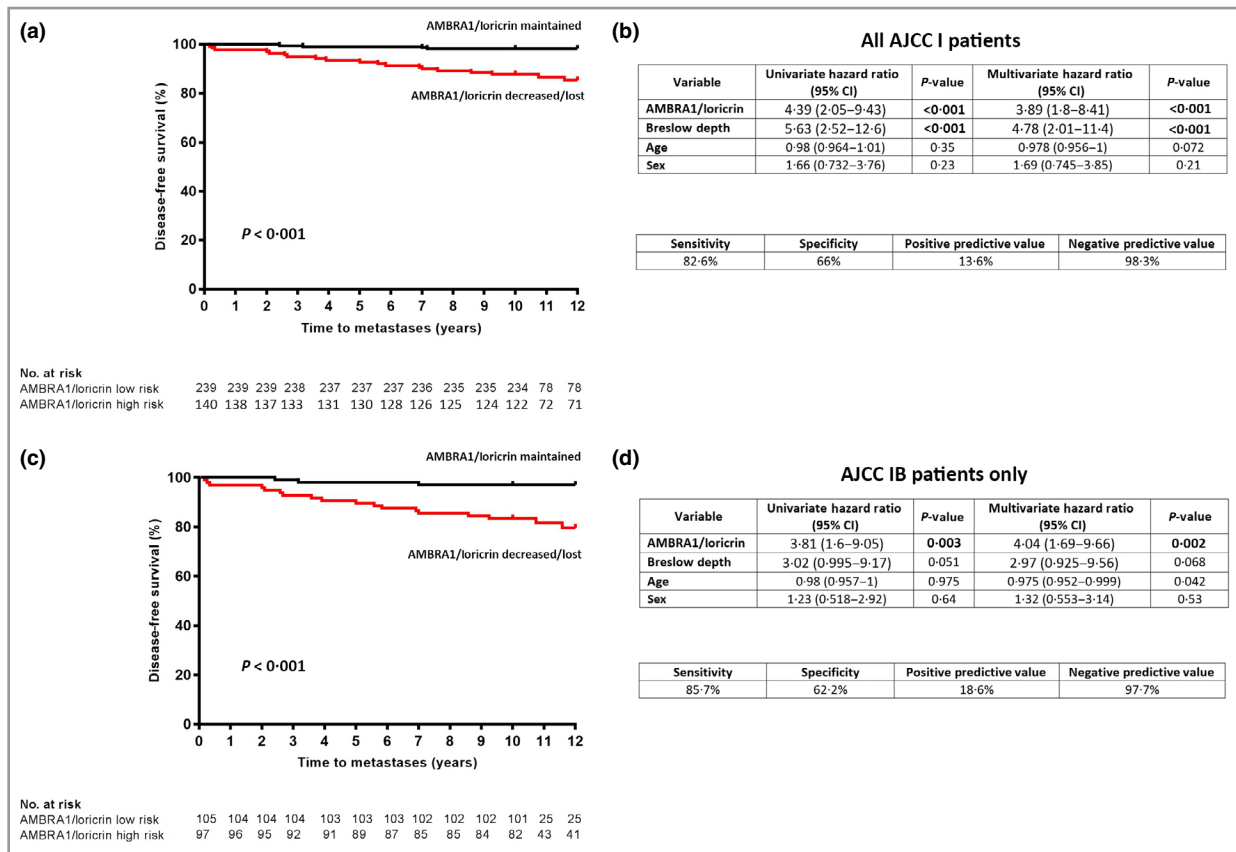 (a)
AMBRA1/loricrin maintained
100
80
60
40
20
0
Disease-free survival (%)
AMBRA1/loricrin decreased/lost
P < 0·001
0 1 2 3 4 5 6 7 8 9 10 11 12
Time to metastases (years)
No. at risk
AMBRA1/loricrin low risk 239 239 239 238 237 237 237 236 235 235 234 78 78
AMBRA1/loricrin high risk 140 138 137 133 131 130 128 126 125 124 122 72 71
(b)
All AJCC I patients
Variable Univariate hazard ratio (95% CI) P-value Multivariate hazard ratio (95% CI) P-value
AMBRA1/loricrin 4·39 (2·05–9·43) <0·001 3·89 (1·8–8·41) <0·001
Breslow depth 5·63 (2·52–12·6) <0·001 4·78 (2·01–11·4) <0·001
Age 0·98 (0·964–1·01) 0·35 0·978 (0·956–1) 0·072
Sex 1·66 (0·732–3·76) 0·23 1·69 (0·745–3·85) 0·21
Sensitivity Specificity Positive predictive value Negative predictive value
82·6% 66% 13·6% 98·3%
(c)
AMBRA1/loricrin maintained
100
80
60
40
20
0
Disease-free survival (%)
AMBRA1/loricrin decreased/lost
P < 0·001
0 1 2 3 4 5 6 7 8 9 10 11 12
Time to metastases (years)
No. at risk
AMBRA1/loricrin low risk 105 104 104 104 103 103 103 102 102 102 101 25 25
AMBRA1/loricrin high risk 97 96 95 92 91 89 87 85 85 84 82 43 41
(d)
AJCC IB patients only
Variable Univariate hazard ratio (95% CI) P-value Multivariate hazard ratio (95% CI) P-value
AMBRA1/loricrin 3·81 (1·6–9·05) 0·003 4·04 (1·69–9·66) 0·002
Breslow depth 3·02 (0·995–9·17) 0·051 2·97 (0·925–9·56) 0·068
Age 0·98 (0·957–1) 0·975 0·975 (0·952–0·999) 0·042
Sex 1·23 (0·518–2·92) 0·64 1·32 (0·553–3·14) 0·53
Sensitivity Specificity Positive predictive value Negative predictive value
85·7% 62·2% 18·6% 97·7%